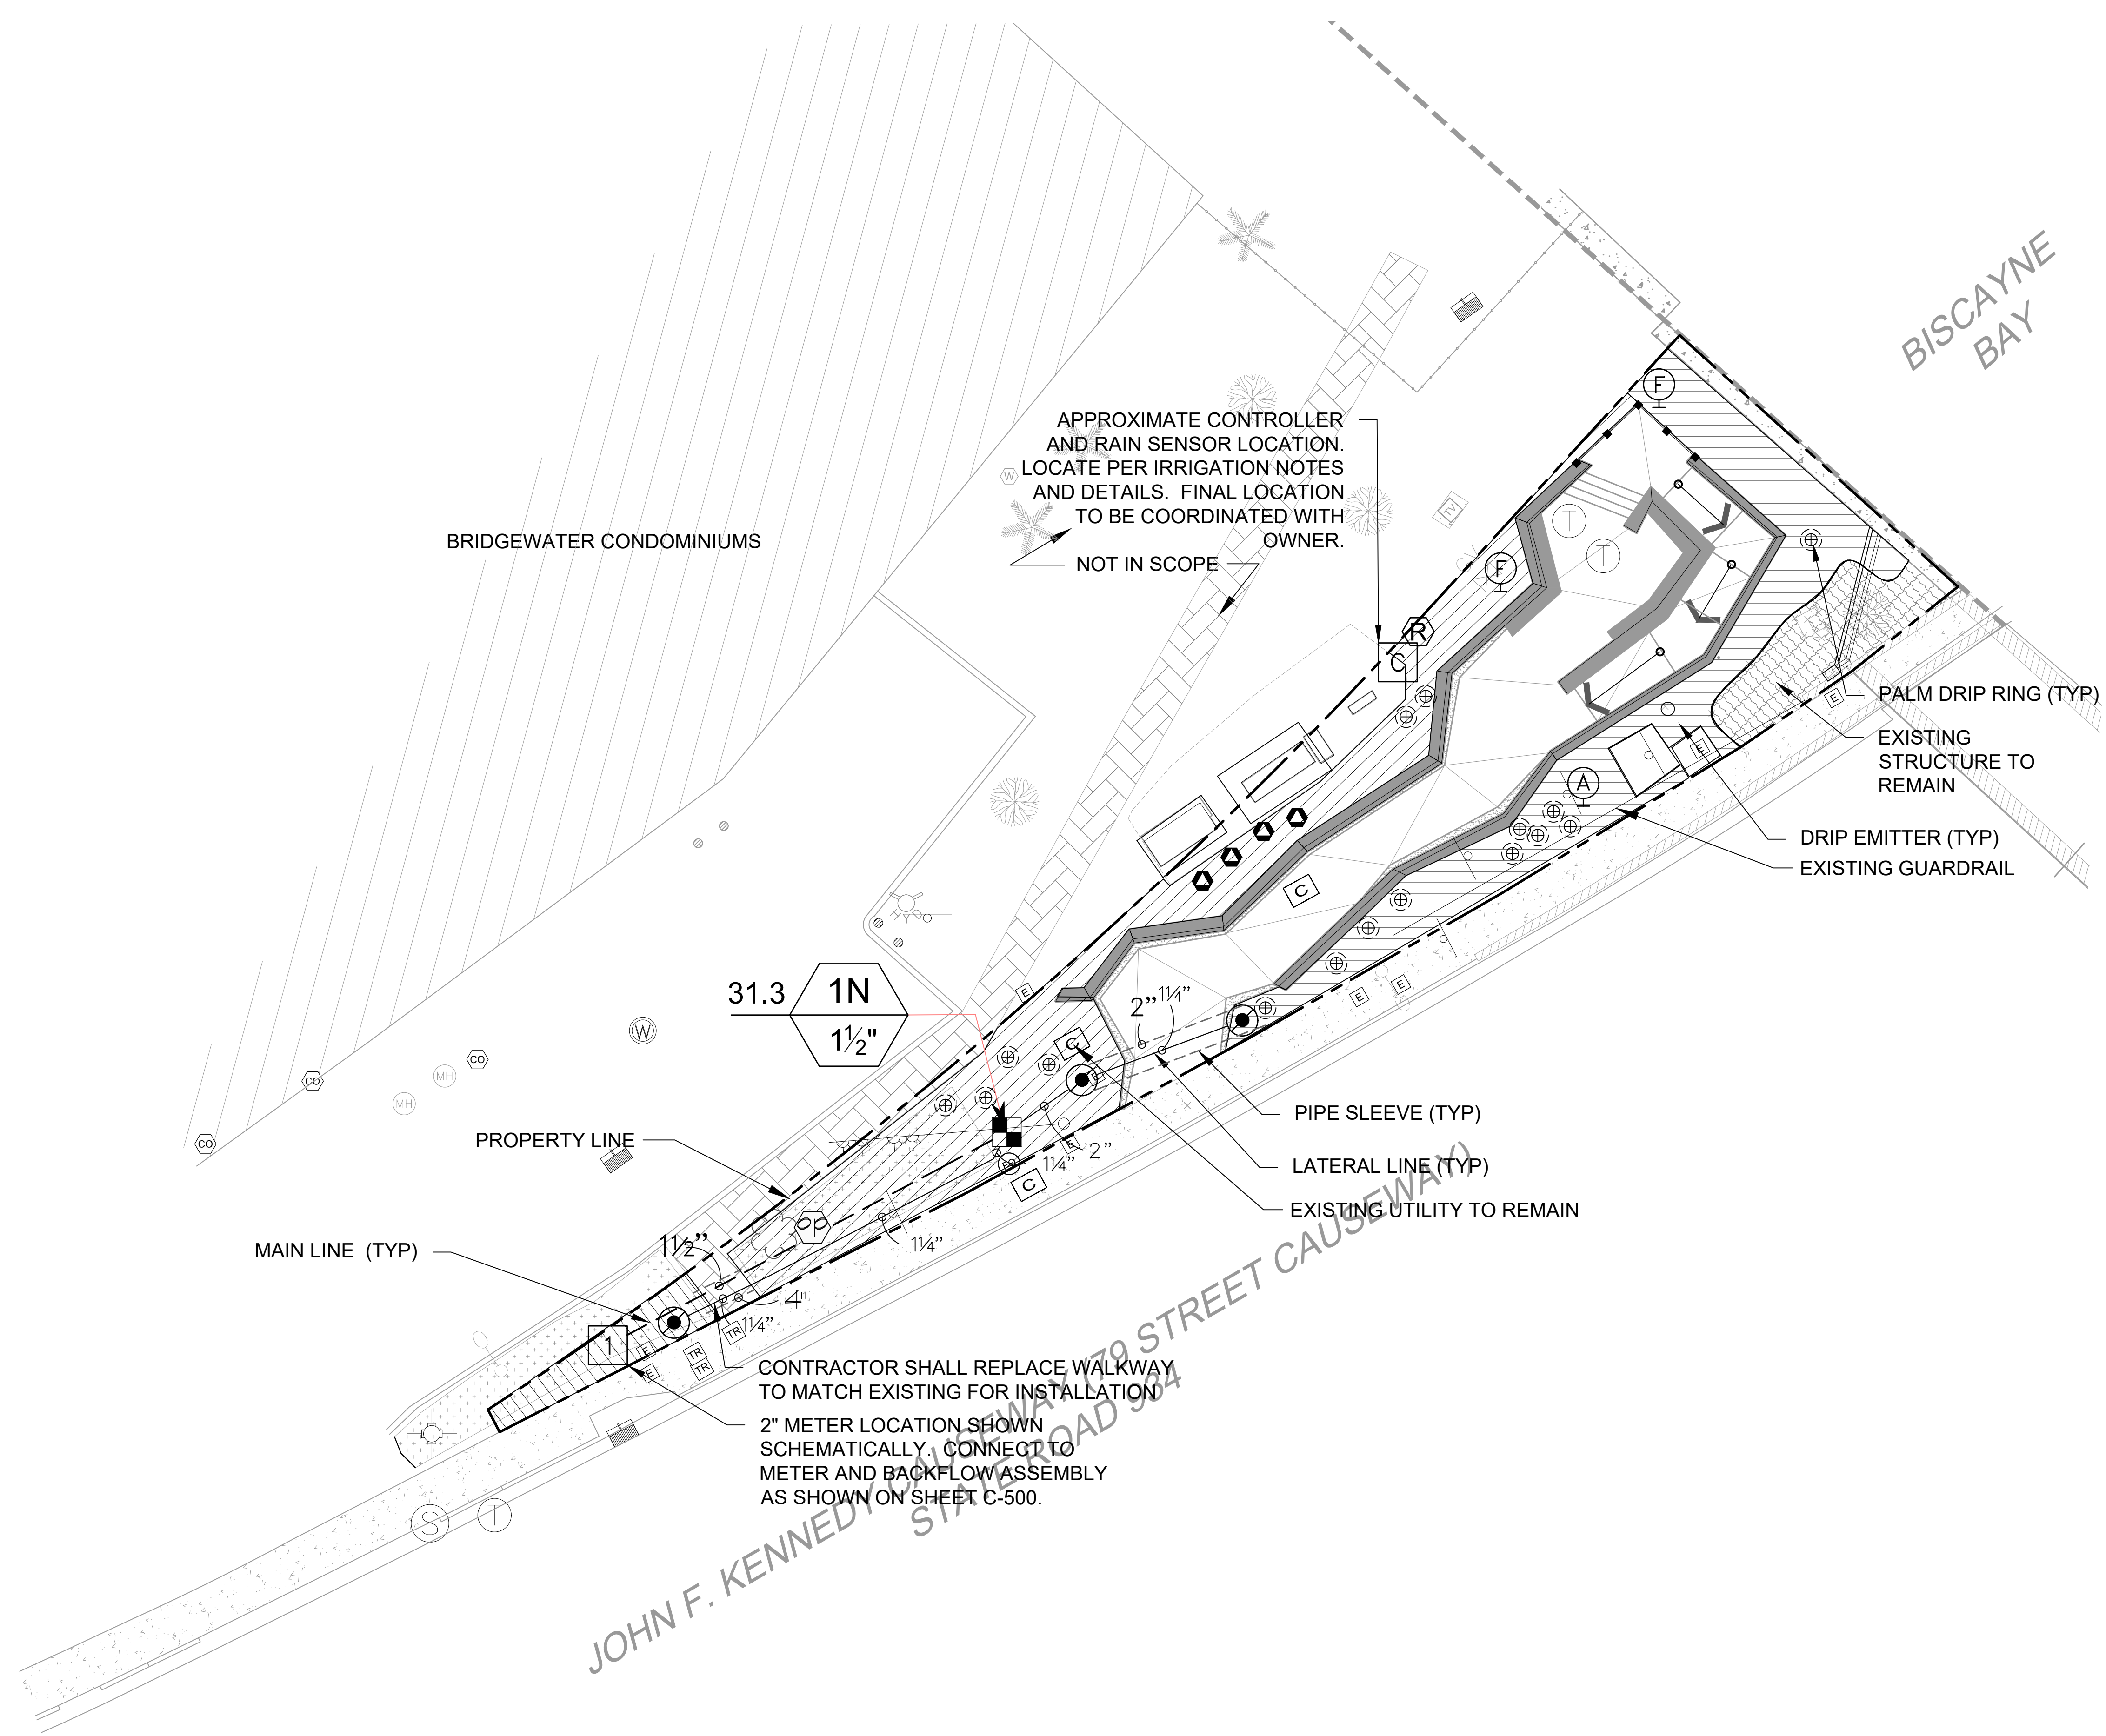 BISCAYNE
BAY
F
APPROXIMATE CONTROLLER
AND RAIN SENSOR LOCATION.
LOCATE PER IRRIGATION NOTES
AND DETAILS.  FINAL LOCATION
TO BE COORDINATED WITH
OWNER.
NOT IN SCOPE
W
TV
T
T
F
BRIDGEWATER CONDOMINIUMS
R
C
PALM DRIP RING (TYP)
E
EXISTING
STRUCTURE TO
REMAIN
E
A
DRIP EMITTER (TYP)
EXISTING GUARDRAIL
C
HYD
31.3
1N
1½"
E
2”
1¼”
E
E
W
C
CO
CO
MH
MH
CO
PIPE SLEEVE (TYP)
PROPERTY LINE
E
2”
1¼”
LATERAL LINE (TYP)
C
EXISTING UTILITY TO REMAIN
MAIN LINE  (TYP)
1½”
1¼”
4"
1¼”
TR
1
E
E
TR
TR
CONTRACTOR SHALL REPLACE WALKWAY
TO MATCH EXISTING FOR INSTALLATION
2" METER LOCATION SHOWN
SCHEMATICALLY.  CONNECT TO
METER AND BACKFLOW ASSEMBLY
AS SHOWN ON SHEET C-500.
S
T
JOHN F. KENNEDY CAUSEWAY (79 STREET CAUSEWAY)
STATE ROAD 934